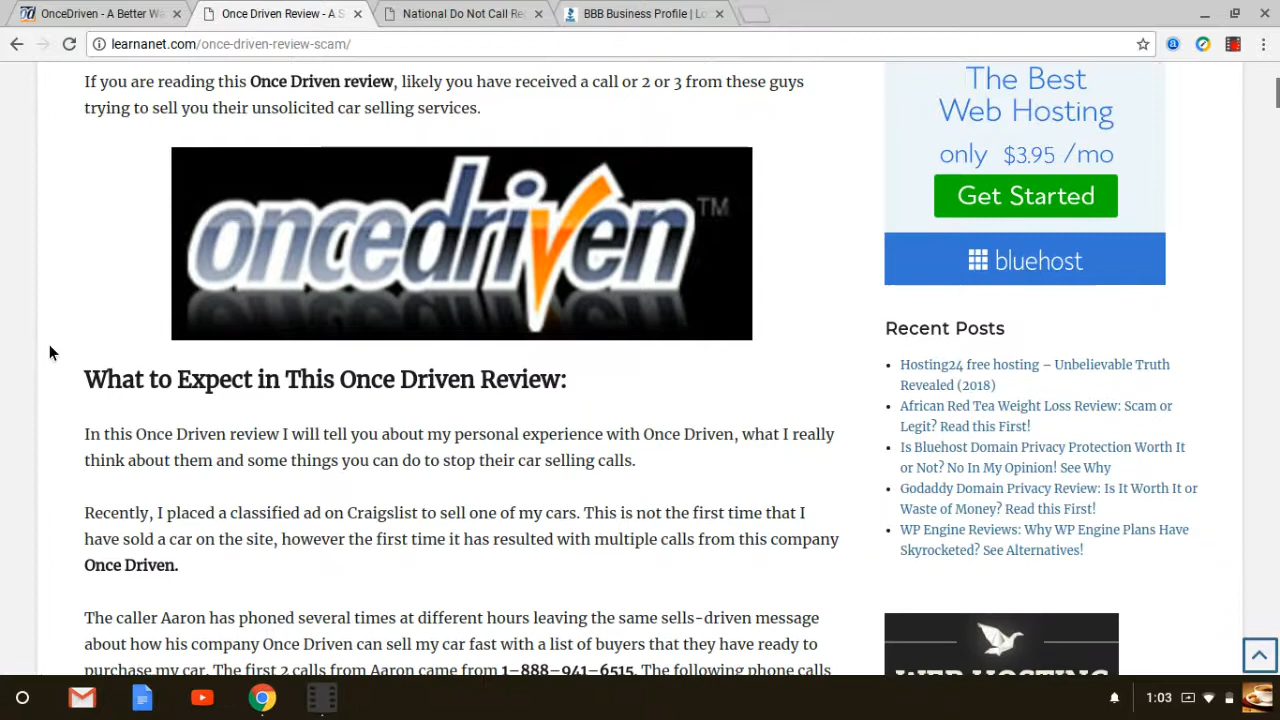 OnceDriven - A Better Wa
Once Driven Review - A S
National Do Not Call Reg
BBB Business Profile | Lo
learnanet.com/once-driven-review-scam/
If you are reading this Once Driven review, likely you have received a call or 2 or 3 from these guys
trying to sell you their unsolicited car selling services.
oncedriven™
What to Expect in This Once Driven Review:
In this Once Driven review I will tell you about my personal experience with Once Driven, what I really
think about them and some things you can do to stop their car selling calls.
Recently, I placed a classified ad on Craigslist to sell one of my cars. This is not the first time that I
have sold a car on the site, however the first time it has resulted with multiple calls from this company
Once Driven.
The caller Aaron has phoned several times at different hours leaving the same sells-driven message
about how his company Once Driven can sell my car fast with a list of buyers that they have ready to
purchase my car. The first 2 calls from Aaron came from 1–888–941–6515. The following phone calls
The Best
Web Hosting
only $3.95 /mo
Get Started
bluehost
Recent Posts
Hosting24 free hosting – Unbelievable Truth
Revealed (2018)
African Red Tea Weight Loss Review: Scam or
Legit? Read this First!
Is Bluehost Domain Privacy Protection Worth It
or Not? No In My Opinion! See Why
Godaddy Domain Privacy Review: Is It Worth It or
Waste of Money? Read this First!
WP Engine Reviews: Why WP Engine Plans Have
Skyrocketed? See Alternatives!
WEB HOSTING
1:03